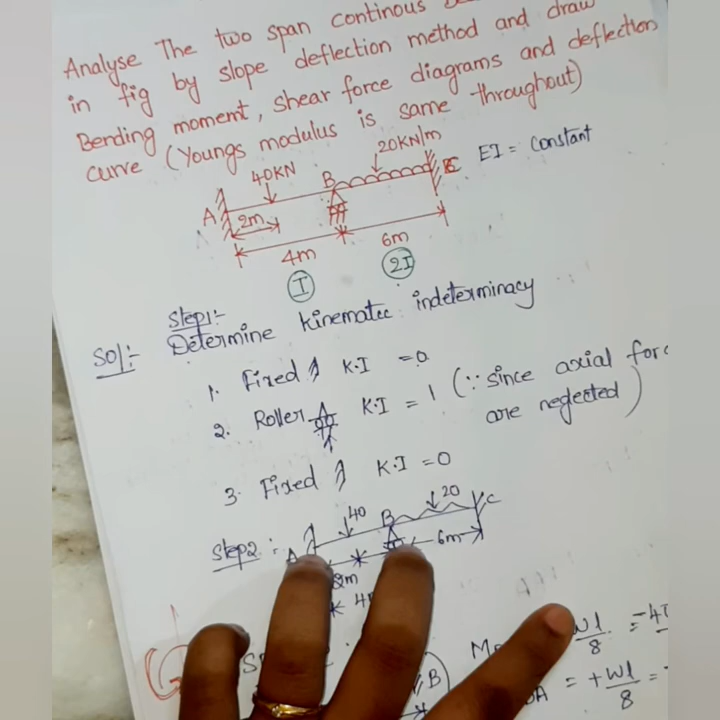 Analyse The two span continous
in fig by slope deflection method and draw
Bending moment, shear force diagrams and deflection
curve (Youngs modulus is same throughout)
40KN 20KN/m EI = Constant
A B C
2m
4m 6m
I 2I
Step1:-
Sol:- Determine kinematic indeterminacy
1. Fixed K.I = 0
2. Roller K.I = 1 (∵ since axial forc
are neglected)
3. Fixed K.I = 0
Step2:- A 40 B 20 C
2m 6m
B Wl/8
= +Wl/8 =